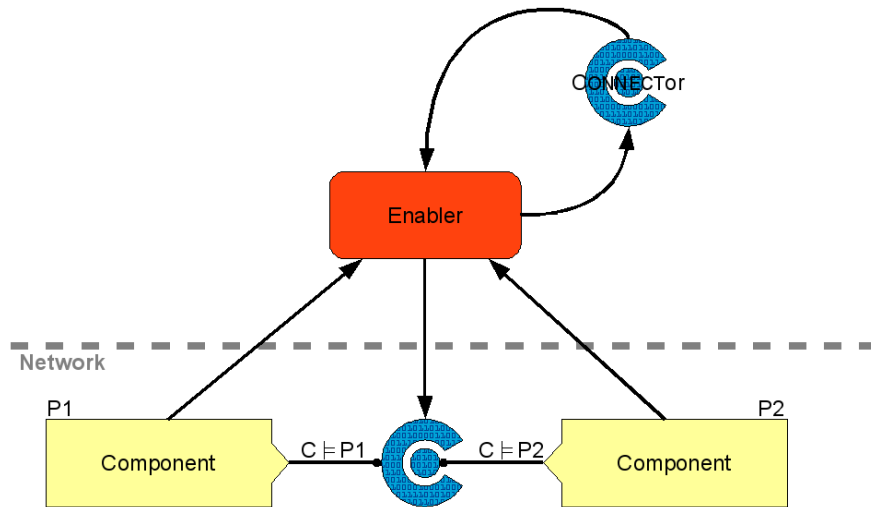 CONNECTor
Enabler
Network
P1
P2
Component
C ⊨ P1
C ⊨ P2
Component